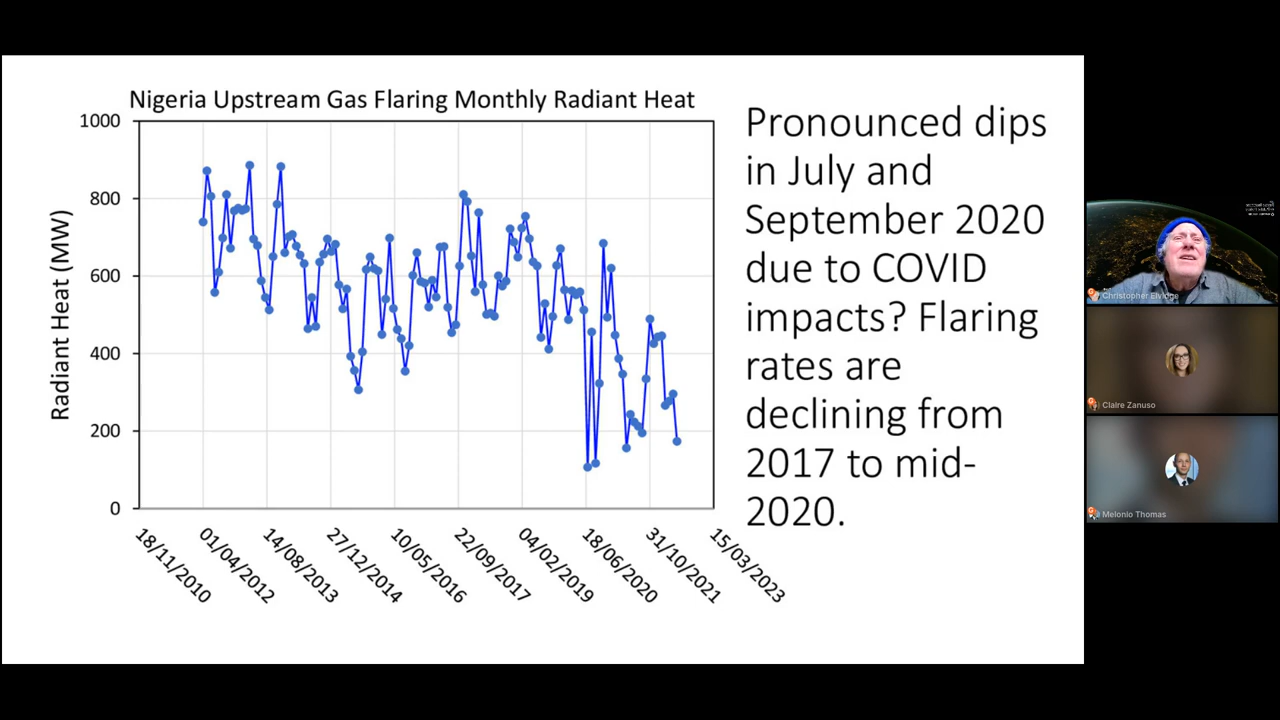 Nigeria Upstream Gas Flaring Monthly Radiant Heat
Radiant Heat (MW)
1000
800
600
400
200
0
18/11/2010
01/04/2012
14/08/2013
27/12/2014
10/05/2016
22/09/2017
04/02/2019
18/06/2020
31/10/2021
15/03/2023
Pronounced dips
in July and
September 2020
due to COVID
impacts? Flaring
rates are
declining from
2017 to mid-
2020.
Christopher Elvidge
Claire Zanuso
Melonio Thomas